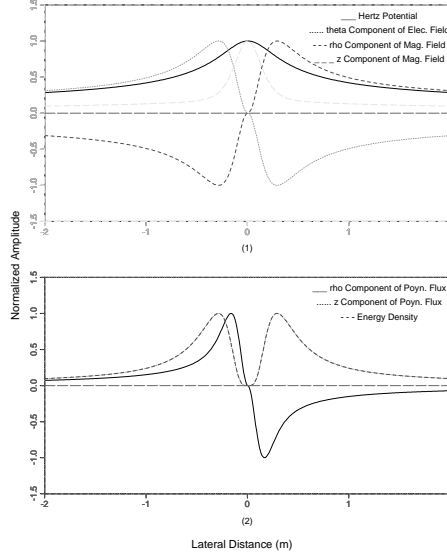 1.5
1.0
0.5
0.0
-0.5
-1.0
-1.5
Hertz Potential
theta Component of Elec. Field
rho Component of Mag. Field
z Component of Mag. Field
-2
-1
0
1
(1)
Normalized Amplitude
1.5
1.0
0.5
0.0
-0.5
-1.0
-1.5
rho Component of Poyn. Flux
z Component of Poyn. Flux
Energy Density
-2
-1
0
1
(2)
Lateral Distance (m)